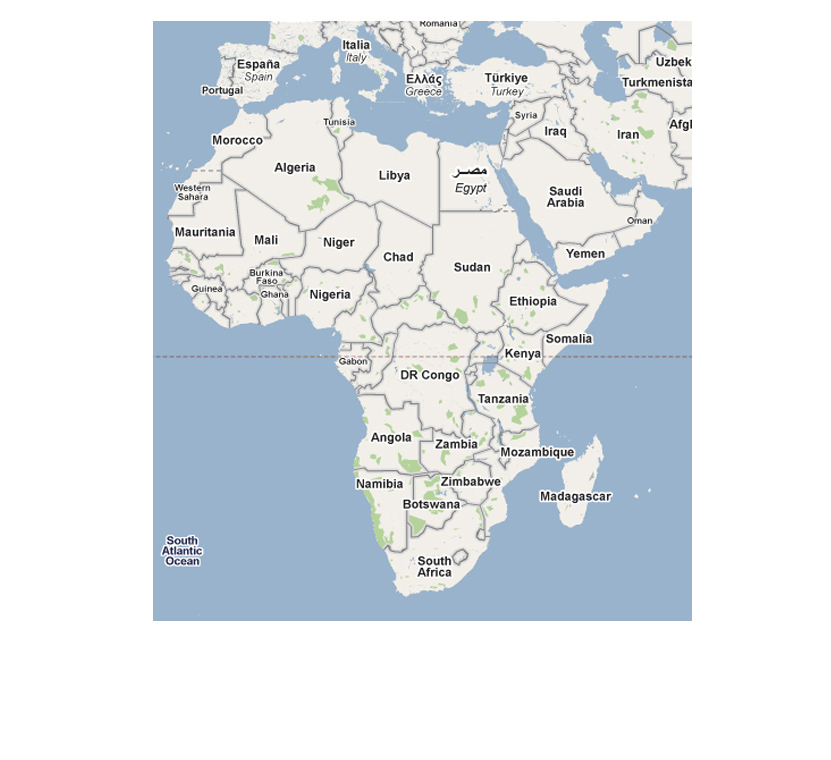 Romania
Italia
Italy
España
Spain
Portugal
Ελλάς
Greece
Türkiye
Turkey
Uzbek
Turkmenista
Tunisia
Syria
Iraq
Iran
Afgl
Morocco
Algeria
Libya
مصر
Egypt
Saudi
Arabia
Western
Sahara
Oman
Mauritania
Mali
Niger
Chad
Sudan
Yemen
Burkina
Faso
Guinea
Ghana
Nigeria
Ethiopia
Somalia
Kenya
Gabon
DR Congo
Tanzania
Angola
Zambia
Mozambique
Namibia
Zimbabwe
Botswana
Madagascar
South
Atlantic
Ocean
South
Africa